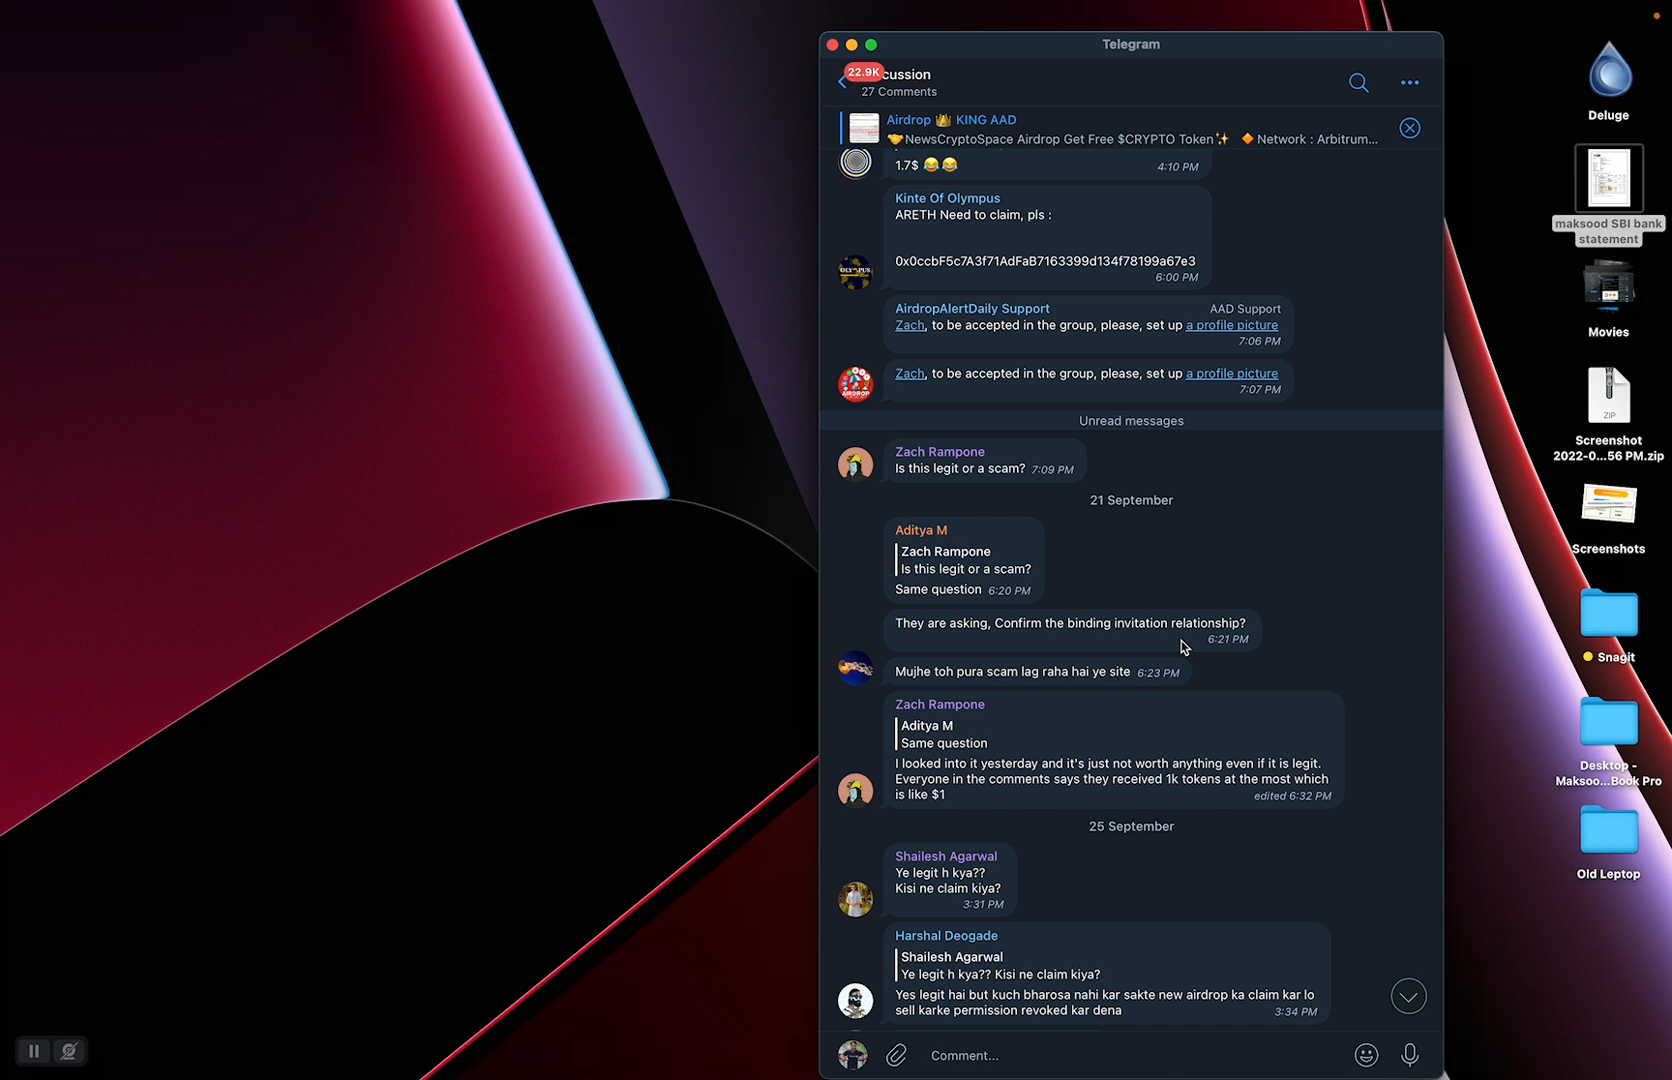 Telegram
22.9K
cussion
27 Comments
Airdrop 👑 KING AAD
🤝NewsCryptoSpace Airdrop Get Free $CRYPTO Token✨ 🔶 Network : Arbitrum...
1.7$ 😂😂
4:10 PM
Kinte Of Olympus
ARETH Need to claim, pls :
0x0ccbF5c7A3f71AdFaB7163399d134f78199a67e3
6:00 PM
AirdropAlertDaily Support AAD Support
Zach, to be accepted in the group, please, set up a profile picture
7:06 PM
Zach, to be accepted in the group, please, set up a profile picture
7:07 PM
Unread messages
Zach Rampone
Is this legit or a scam? 7:09 PM
21 September
Aditya M
Zach Rampone
Is this legit or a scam?
Same question 6:20 PM
They are asking, Confirm the binding invitation relationship?
6:21 PM
Mujhe toh pura scam lag raha hai ye site 6:23 PM
Zach Rampone
Aditya M
Same question
I looked into it yesterday and it's just not worth anything even if it is legit.
Everyone in the comments says they received 1k tokens at the most which
is like $1 edited 6:32 PM
25 September
Shailesh Agarwal
Ye legit h kya??
Kisi ne claim kiya?
3:31 PM
Harshal Deogade
Shailesh Agarwal
Ye legit h kya?? Kisi ne claim kiya?
Yes legit hai but kuch bharosa nahi kar sakte new airdrop ka claim kar lo
sell karke permission revoked kar dena 3:34 PM
Comment...
Deluge
maksood SBI bank
statement
Movies
ZIP
Screenshot
2022-0...56 PM.zip
Screenshots
Snagit
Desktop -
Maksoo...Book Pro
Old Leptop